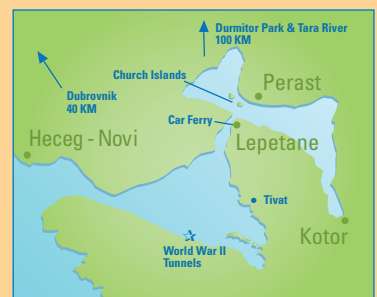 Durmitor Park & Tara River
100 KM
Church Islands
Perast
Dubrovnik
40 KM
Car Ferry
Heceg - Novi
Lepetane
Tivat
Kotor
World War II
Tunnels